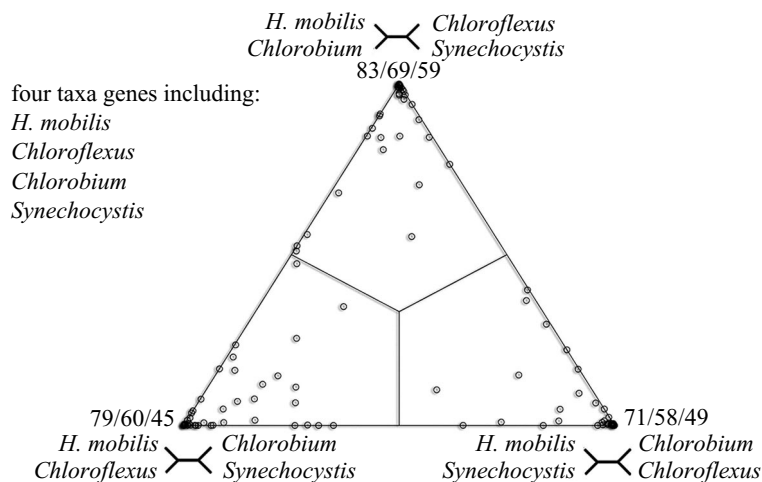 H. mobilis Chloroflexus
Chlorobium Synechocystis
83/69/59
four taxa genes including:
H. mobilis
Chloroflexus
Chlorobium
Synechocystis
79/60/45 71/58/49
H. mobilis Chlorobium H. mobilis Chlorobium
Chloroflexus Synechocystis Synechocystis Chloroflexus